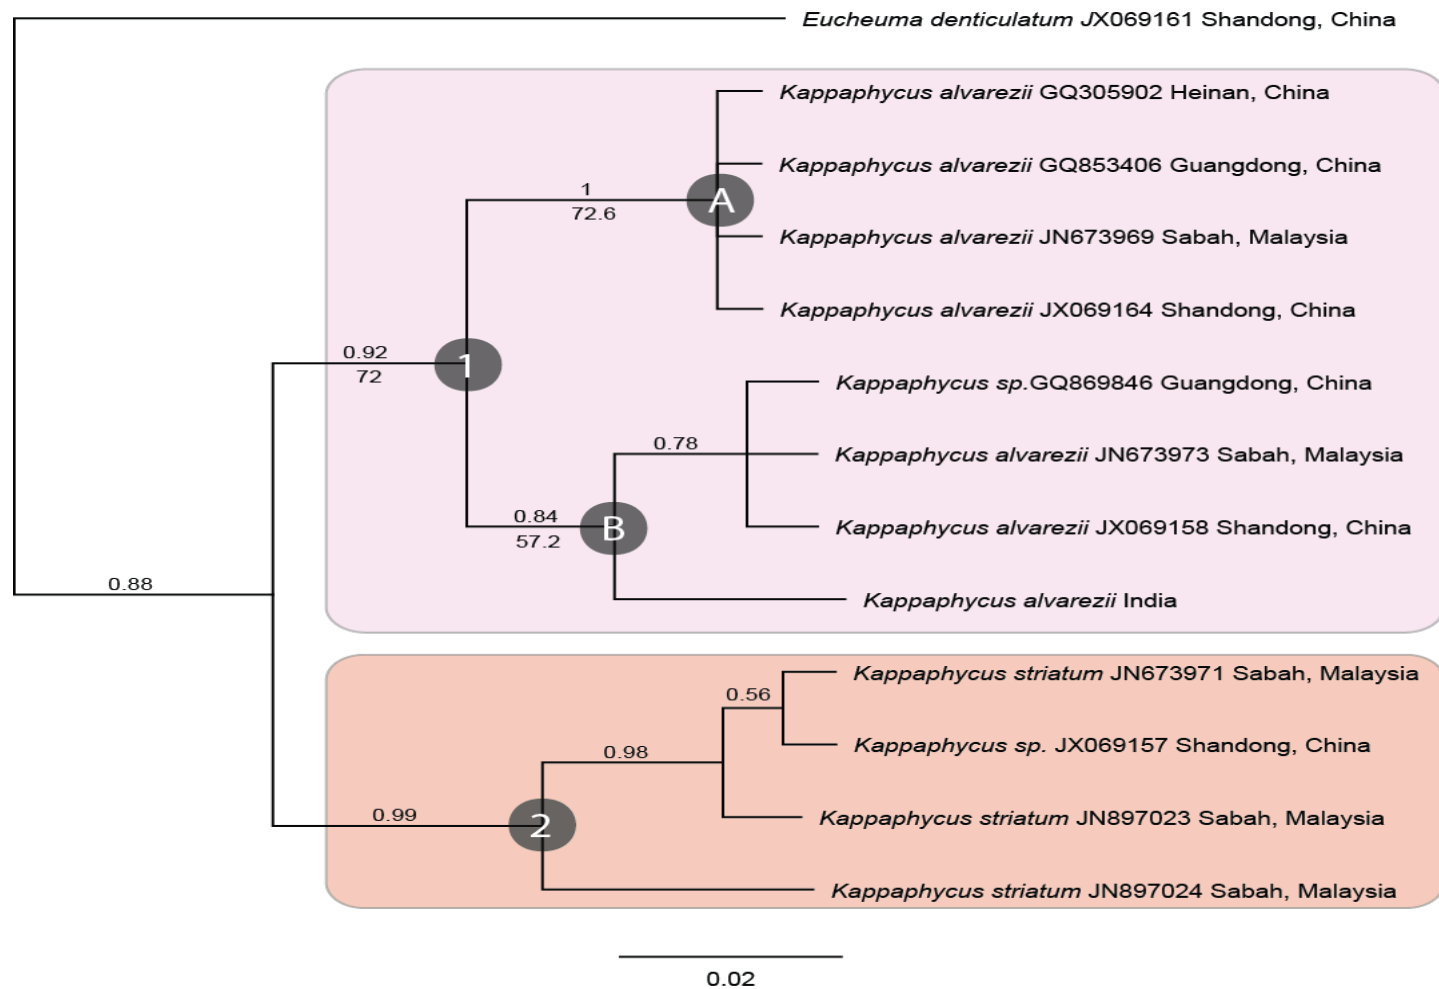 Eucheuma denticulatum JX069161 Shandong, China
Kappaphycus alvarezii GQ305902 Heinan, China
Kappaphycus alvarezii GQ853406 Guangdong, China
1
72.6
A
Kappaphycus alvarezii JN673969 Sabah, Malaysia
Kappaphycus alvarezii JX069164 Shandong, China
0.92
72
1
Kappaphycus sp.GQ869846 Guangdong, China
0.78
Kappaphycus alvarezii JN673973 Sabah, Malaysia
0.84
57.2
B
Kappaphycus alvarezii JX069158 Shandong, China
0.88
Kappaphycus alvarezii India
Kappaphycus striatum JN673971 Sabah, Malaysia
0.56
Kappaphycus sp. JX069157 Shandong, China
0.98
0.99
2
Kappaphycus striatum JN897023 Sabah, Malaysia
Kappaphycus striatum JN897024 Sabah, Malaysia
0.02